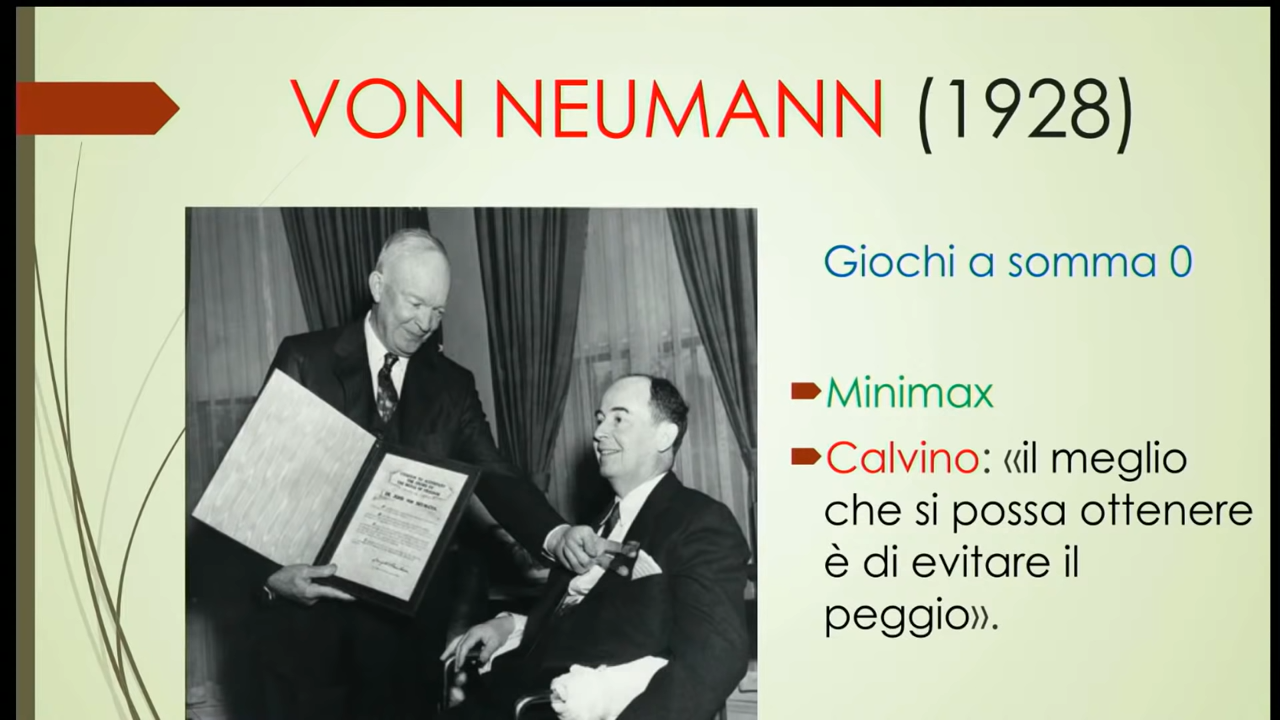 VON NEUMANN (1928)
Giochi a somma 0
Minimax
Calvino: «il meglio
che si possa ottenere
è di evitare il
peggio».